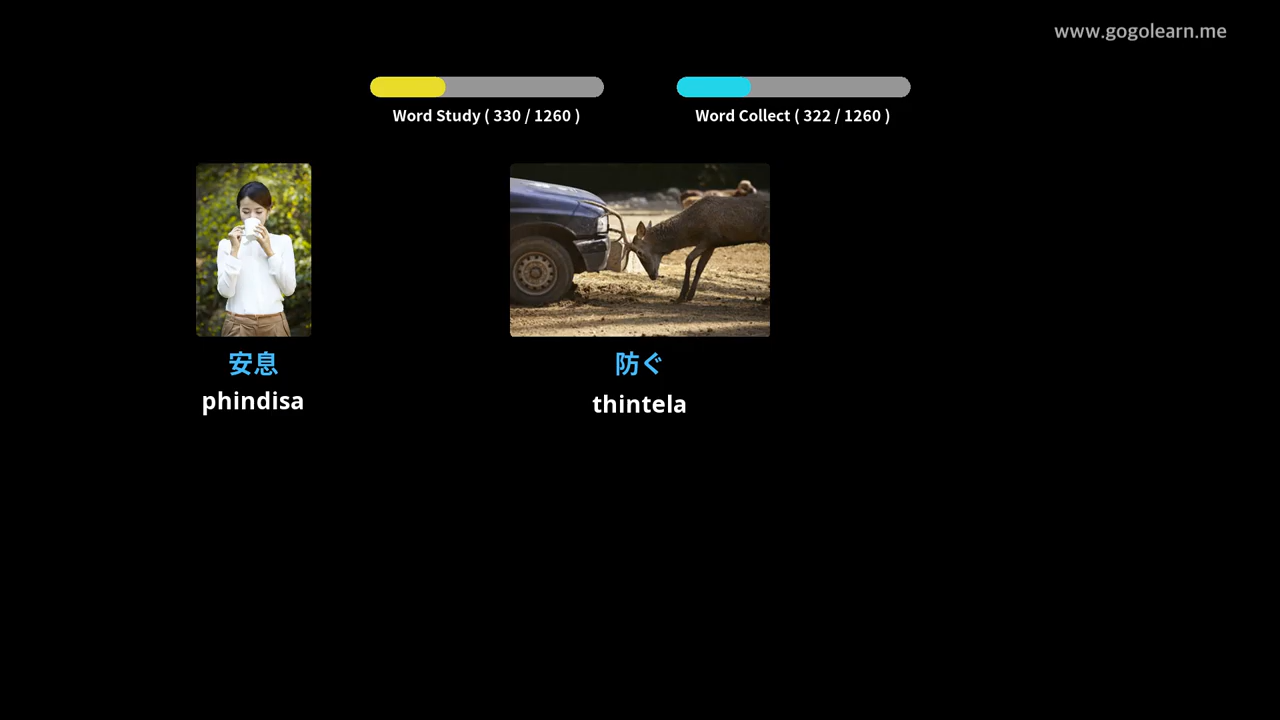 www.gogolearn.me
Word Study ( 330 / 1260 )
Word Collect ( 322 / 1260 )
安息
phindisa
防ぐ
thintela